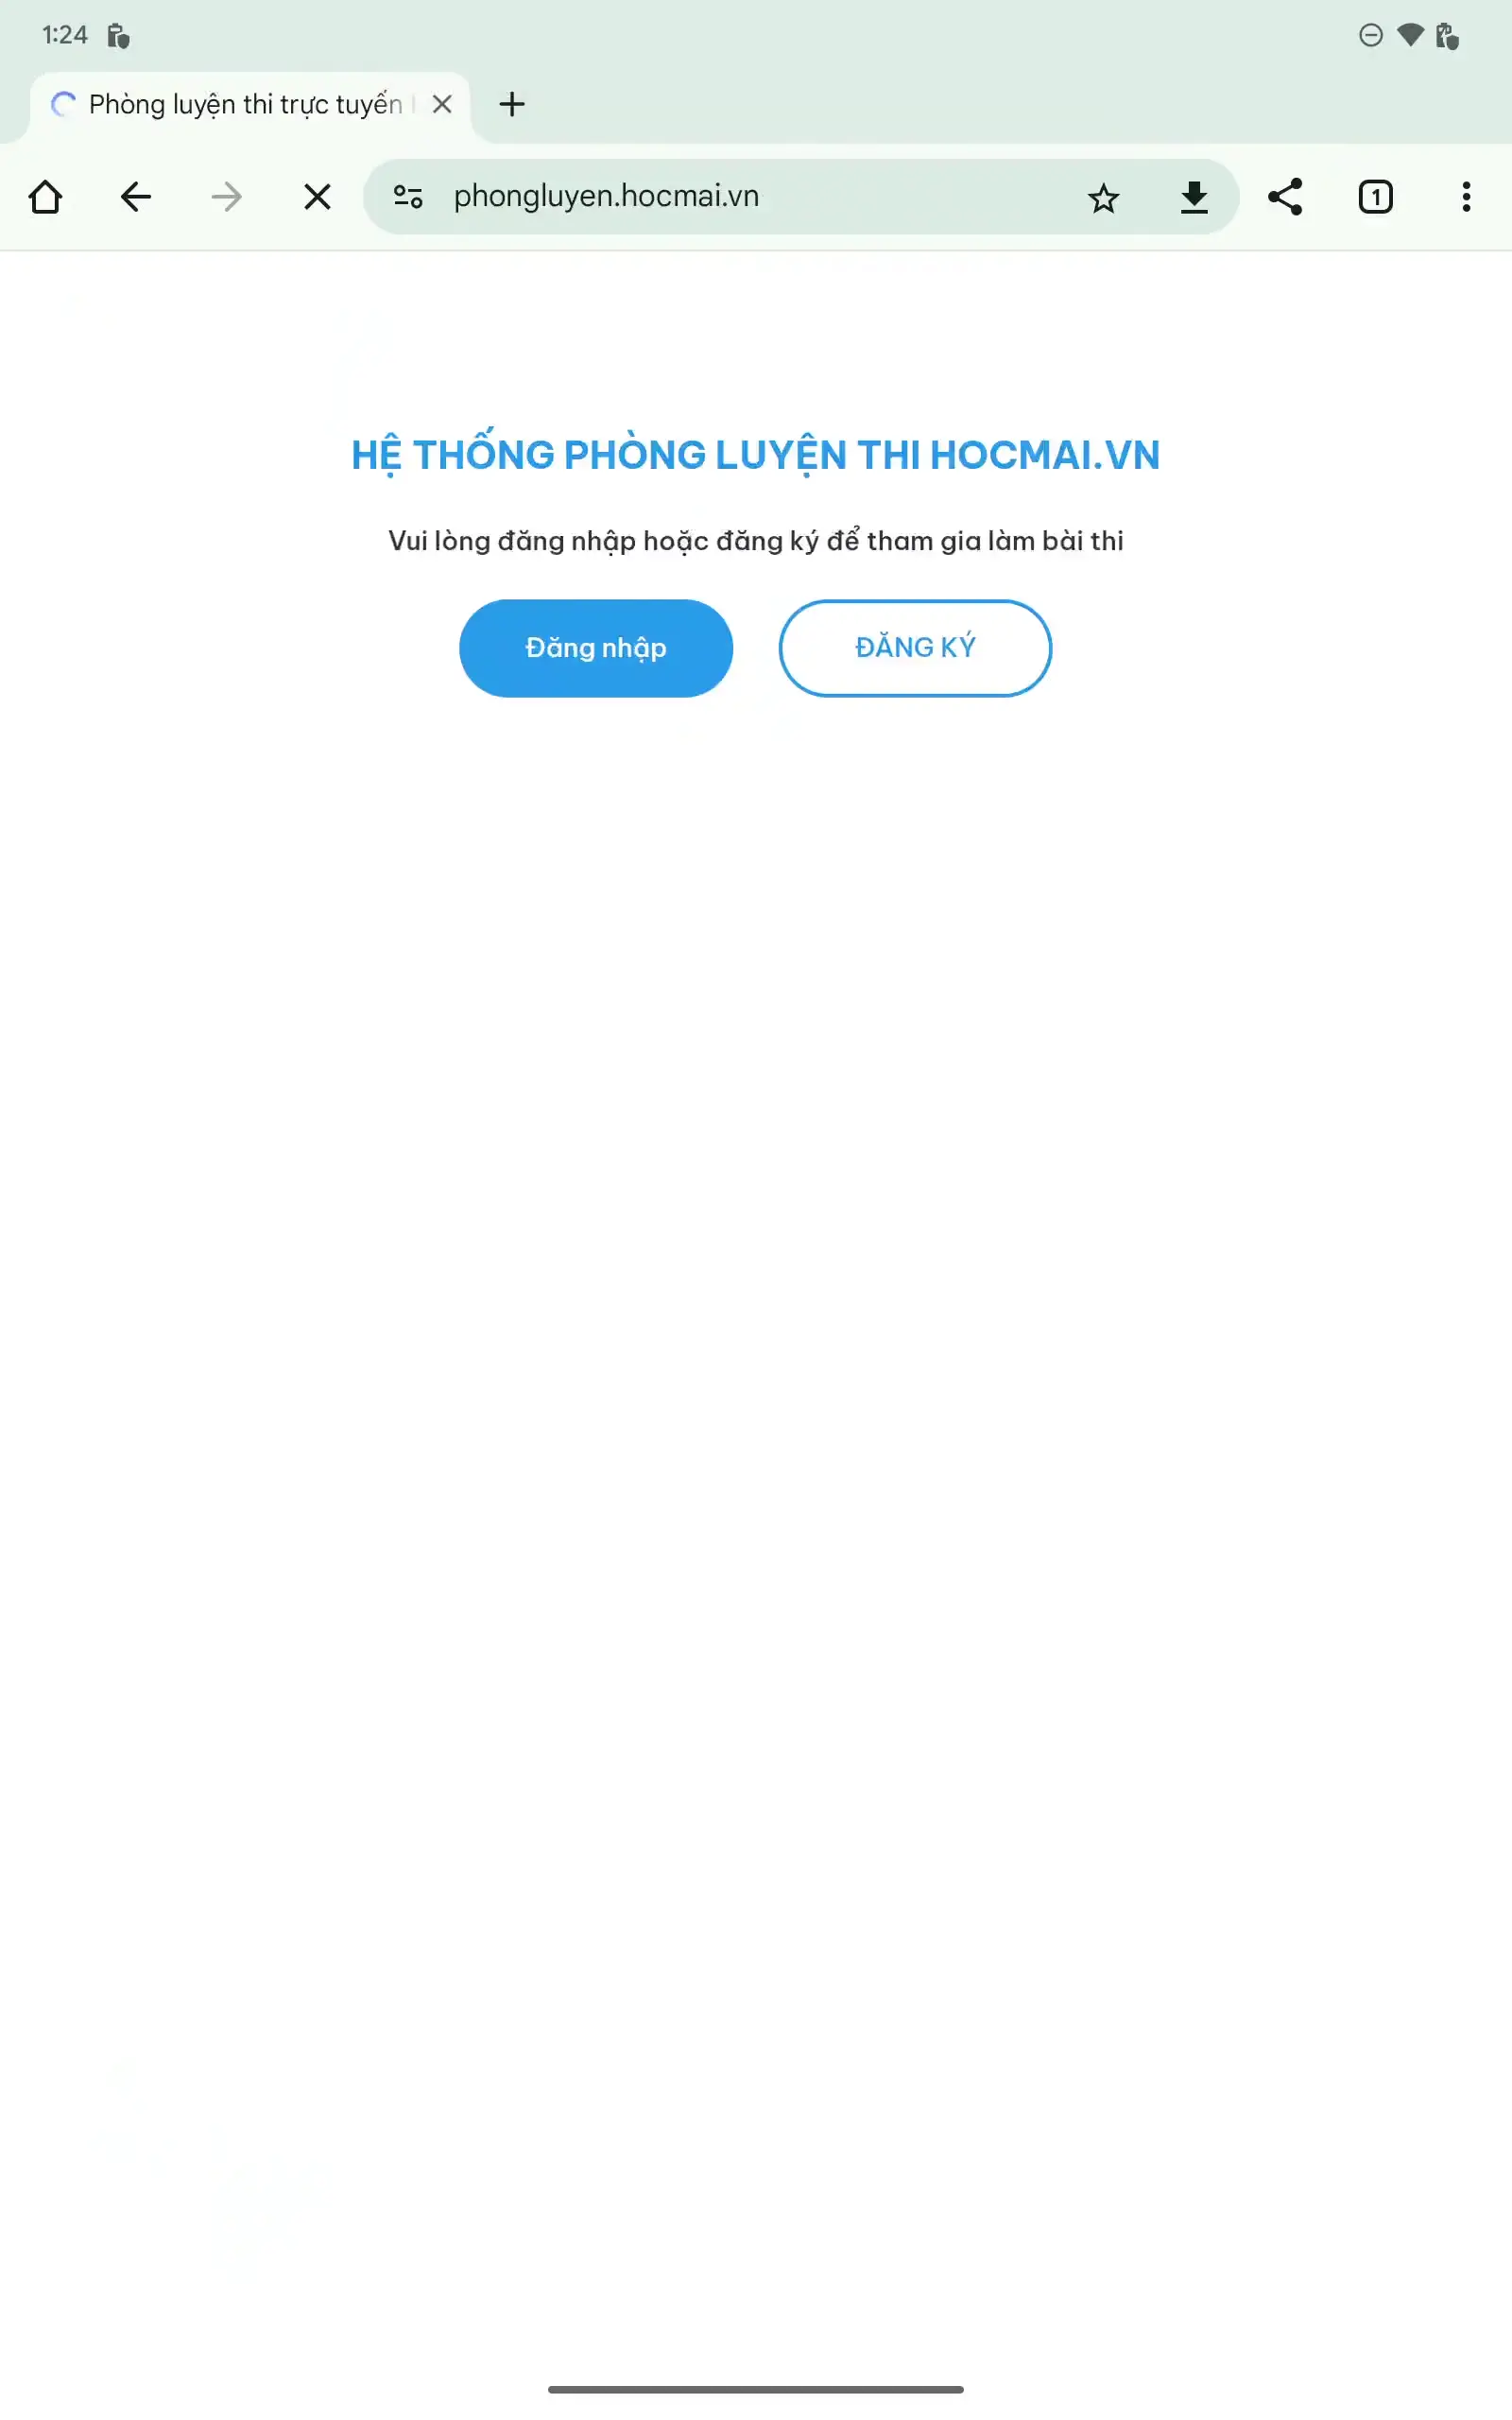 1:24
Phòng luyện thi trực tuyến
phongluyen.hocmai.vn
1
HỆ THỐNG PHÒNG LUYỆN THI HOCMAI.VN
Vui lòng đăng nhập hoặc đăng ký để tham gia làm bài thi
Đăng nhập
ĐĂNG KÝ